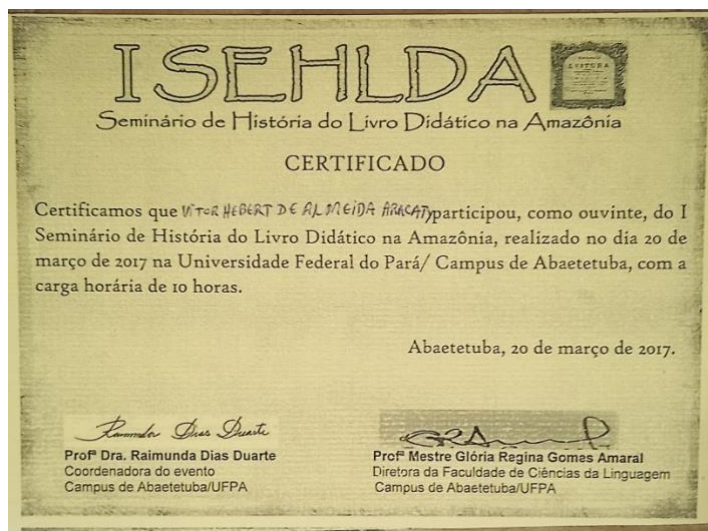 I SEHLDA
LEITURA
Seminário de História do Livro Didático na Amazônia
CERTIFICADO
Certificamos que VITOR HEBERT DE ALMEIDA ARACATY participou, como ouvinte, do I
Seminário de História do Livro Didático na Amazônia, realizado no dia 20 de
março de 2017 na Universidade Federal do Pará/ Campus de Abaetetuba, com a
carga horária de 10 horas.
Abaetetuba, 20 de março de 2017.
Raimunda Dias Duarte
Profª Dra. Raimunda Dias Duarte
Coordenadora do evento
Campus de Abaetetuba/UFPA
Profª Mestre Glória Regina Gomes Amaral
Diretora da Faculdade de Ciências da Linguagem
Campus de Abaetetuba/UFPA